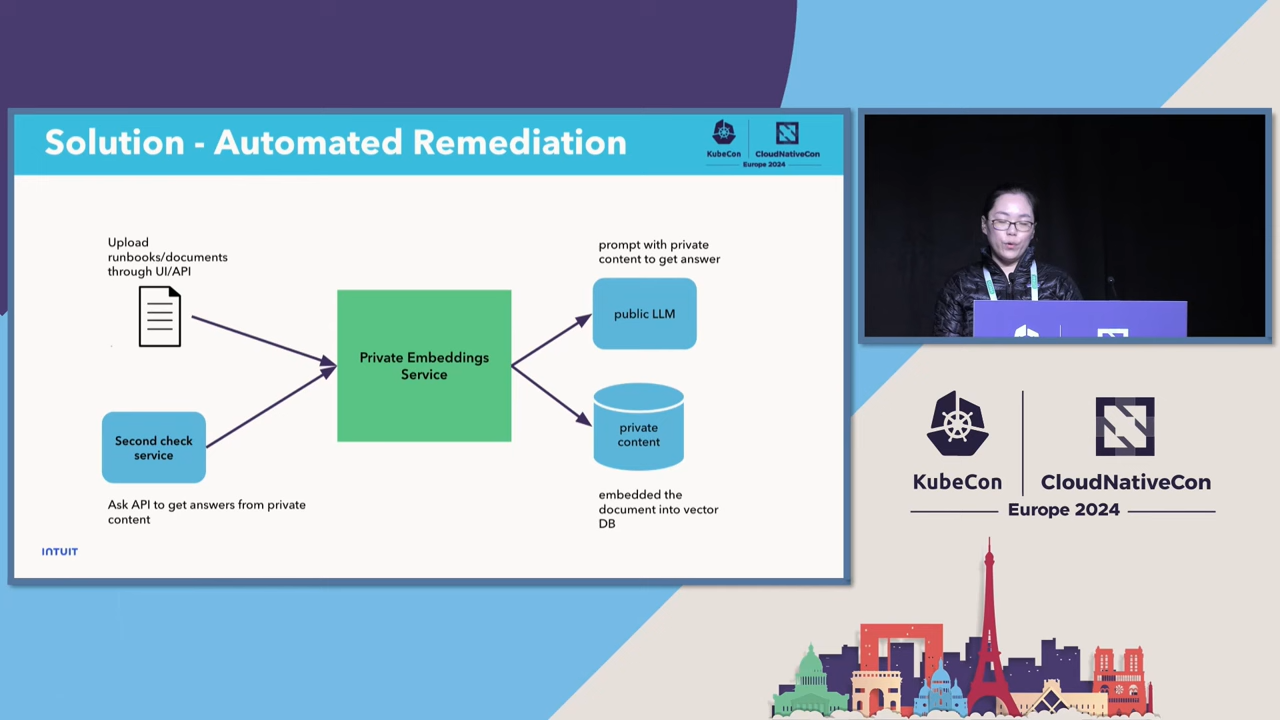 Solution - Automated Remediation
KubeCon
CloudNativeCon
Europe 2024
Upload
runbooks/documents
through UI/API
prompt with private
content to get answer
public LLM
Private Embeddings
Service
private
content
Second check
service
Ask API to get answers from private
content
embedded the
document into vector
DB
INTUIT
KubeCon
CloudNativeCon
Europe 2024